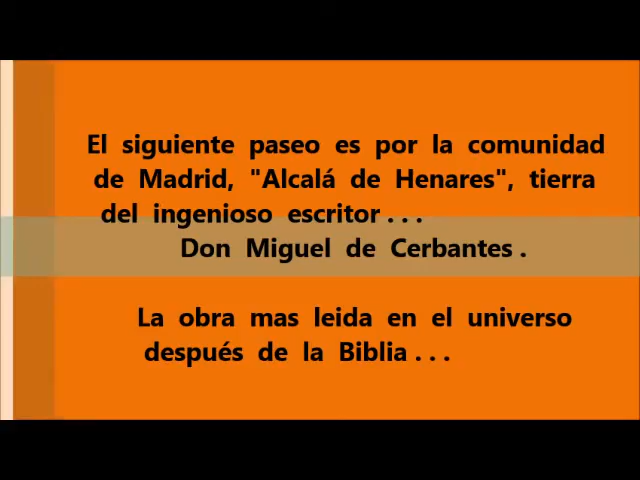 El siguiente paseo es por la comunidad
de Madrid, "Alcalá de Henares", tierra
del ingenioso escritor . . .
Don Miguel de Cerbantes .
La obra mas leida en el universo
después de la Biblia . . .